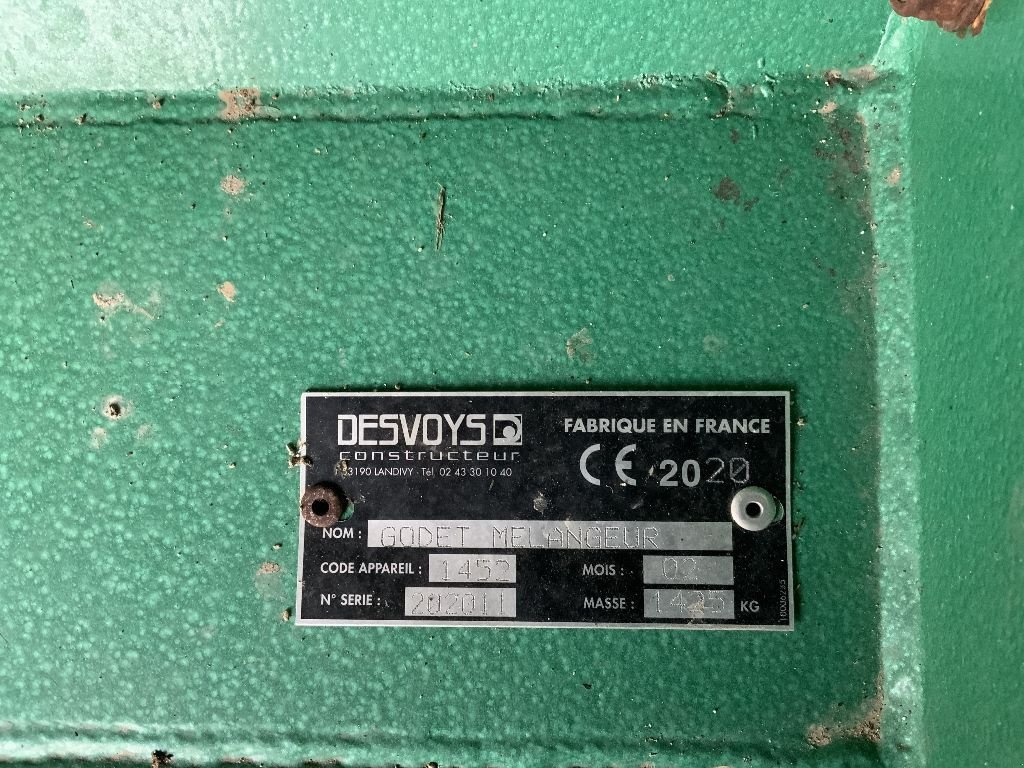 DESVOYS
constructeur
53190 LANDIVY - Tél. 02 43 30 10 40
FABRIQUE EN FRANCE
CE 2020
NOM : GODET MELANGEUR
CODE APPAREIL : 1452 MOIS : 02
N° SERIE : 202011 MASSE : 1425 KG